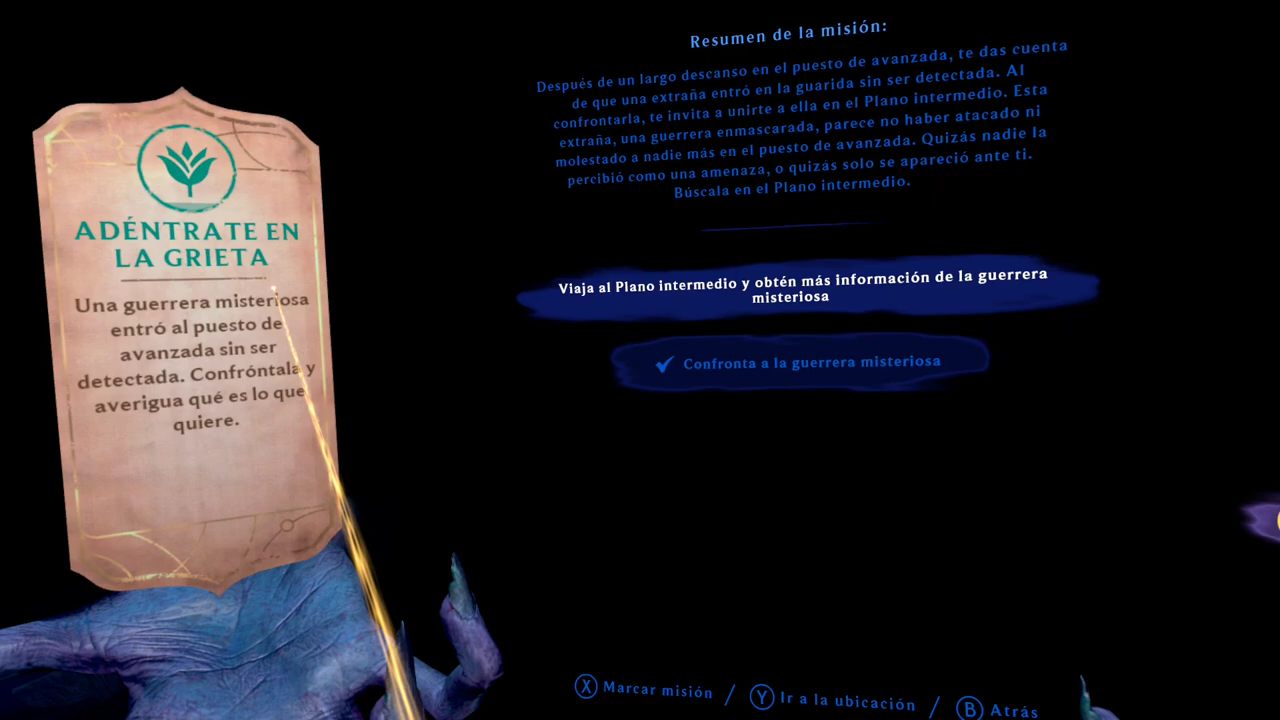 ADÉNTRATE EN
LA GRIETA
Una guerrera misteriosa
entró al puesto de
avanzada sin ser
detectada. Confróntala y
averigua qué es lo que
quiere.
Resumen de la misión:
Después de un largo descanso en el puesto de avanzada, te das cuenta
de que una extraña entró en la guarida sin ser detectada. Al
confrontarla, te invita a unirte a ella en el Plano intermedio. Esta
extraña, una guerrera enmascarada, parece no haber atacado ni
molestado a nadie más en el puesto de avanzada. Quizás nadie la
percibió como una amenaza, o quizás solo se apareció ante ti.
Búscala en el Plano intermedio.
Viaja al Plano intermedio y obtén más información de la guerrera
misteriosa
Confronta a la guerrera misteriosa
X Marcar misión / Y Ir a la ubicación / B Atrás